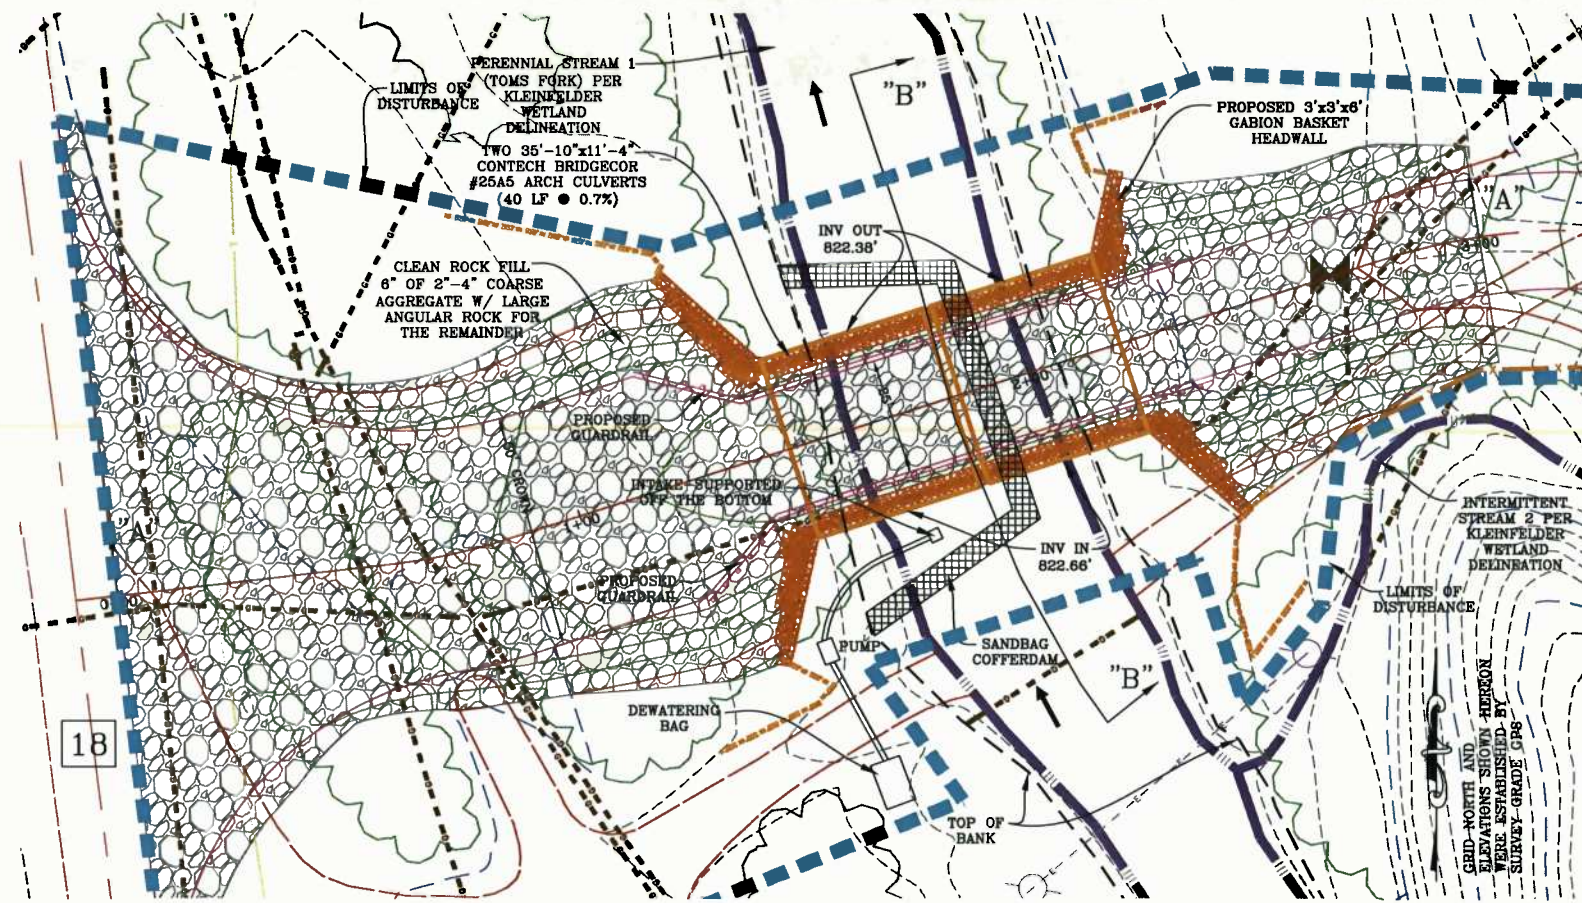 PERENNIAL STREAM 1
(TOMS FORK) PER
KLEINFELDER
WETLAND
DELINEATION
LIMITS OF
DISTURBANCE
TWO 35'-10"x11'-4"
CONTECH BRIDGECOR
#25A5 ARCH CULVERTS
(40 LF @ 0.7%)
"B"
PROPOSED 3'x3'x6'
GABION BASKET
HEADWALL
"A"
INV OUT
822.38'
CLEAN ROCK FILL
6" OF 2"-4" COARSE
AGGREGATE W/ LARGE
ANGULAR ROCK FOR
THE REMAINDER
PROPOSED
GUARDRAIL
INTAKE SUPPORTED
OFF THE BOTTOM
1+00
2+00
"A"
PROPOSED
GUARDRAIL
INV IN
822.66'
INTERMITTENT
STREAM 2 PER
KLEINFELDER
WETLAND
DELINEATION
LIMITS OF
DISTURBANCE
PUMP
SANDBAG
COFFERDAM
"B"
DEWATERING
BAG
18
TOP OF
BANK
GRID NORTH AND
ELEVATIONS SHOWN HEREON
WERE ESTABLISHED BY
SURVEY GRADE GPS